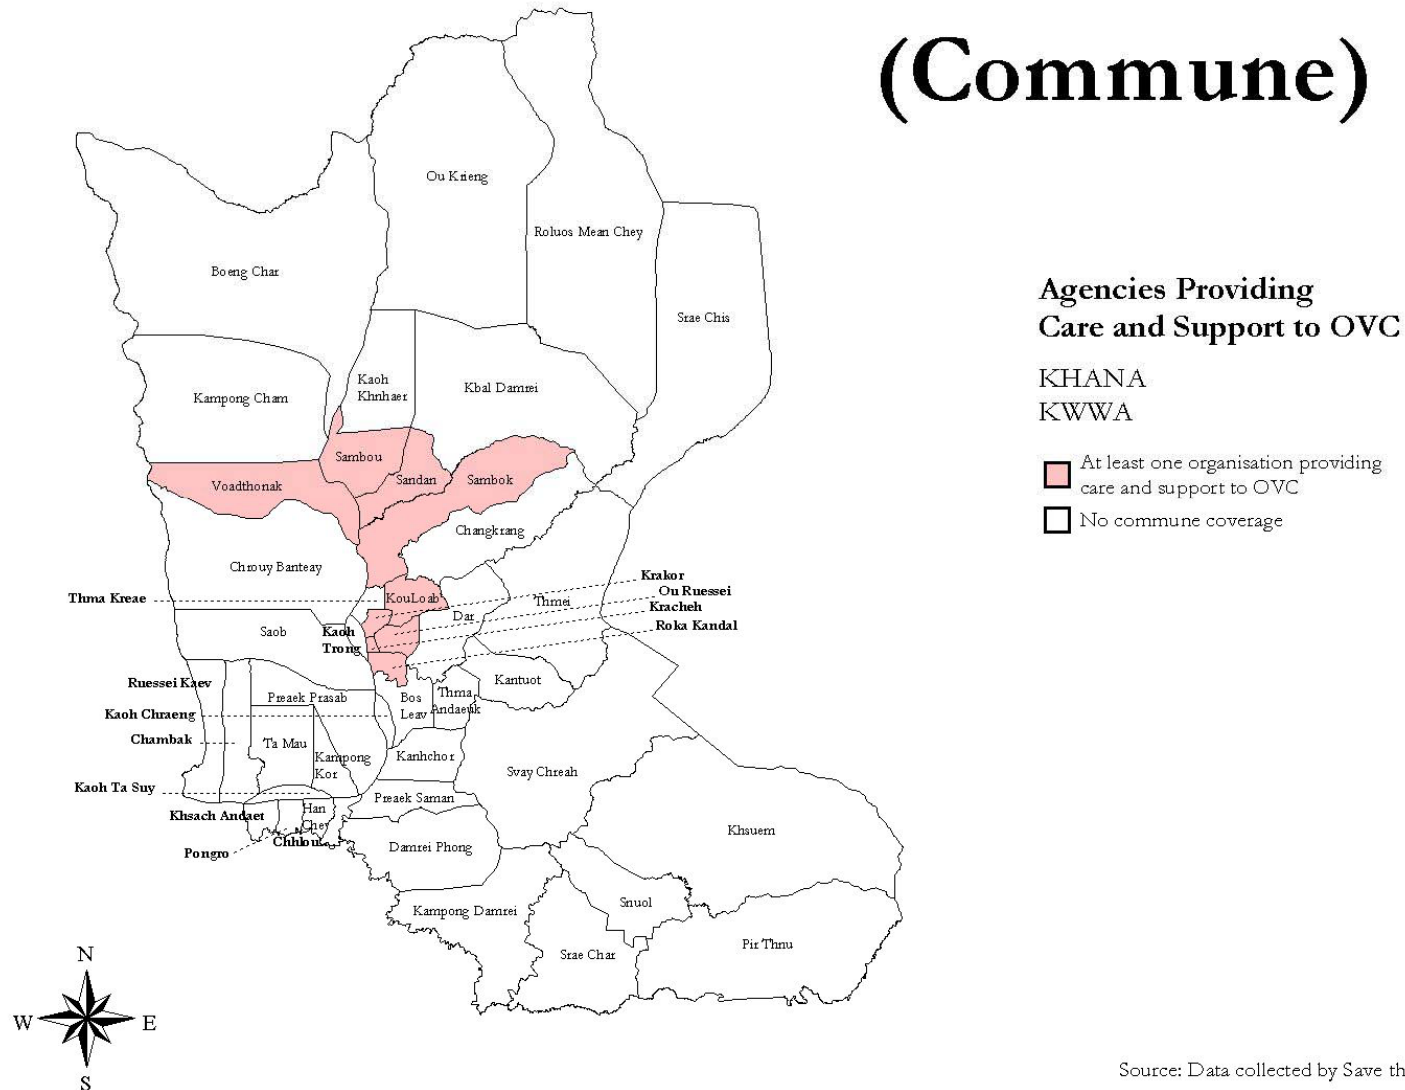 (Commune)
Ou Krieng
Roluos Mean Chey
Boeng Char
Srae Chis
Agencies Providing
Care and Support to OVC
KHANA
KWWA
At least one organisation providing
care and support to OVC
No commune coverage
Kaoh
Khnhaer
Kbal Damrei
Kampong Cham
Sambou
Sandan
Sambok
Voadthonak
Changkrang
Chrouy Banteay
Thma Kreae
KouLoab
Krakor
Ou Ruessei
Kracheh
Roka Kandal
Thmei
Dar
Saob
Kaoh
Trong
Ruessei Kaev
Preaek Prasab
Bos
Leav
Thma
Andaeuk
Kantuot
Kaoh Chraeng
Chambak
Ta Mau
Kampong
Kor
Kanhchor
Svay Chreah
Kaoh Ta Suy
Preaek Saman
Khsach Andaet
Han
Chey
Chhlou
Pongro
Damrei Phong
Khsuem
Kampong Damrei
Snuol
Srae Char
Pir Thnu
N
W
E
S
Source: Data collected by Save th